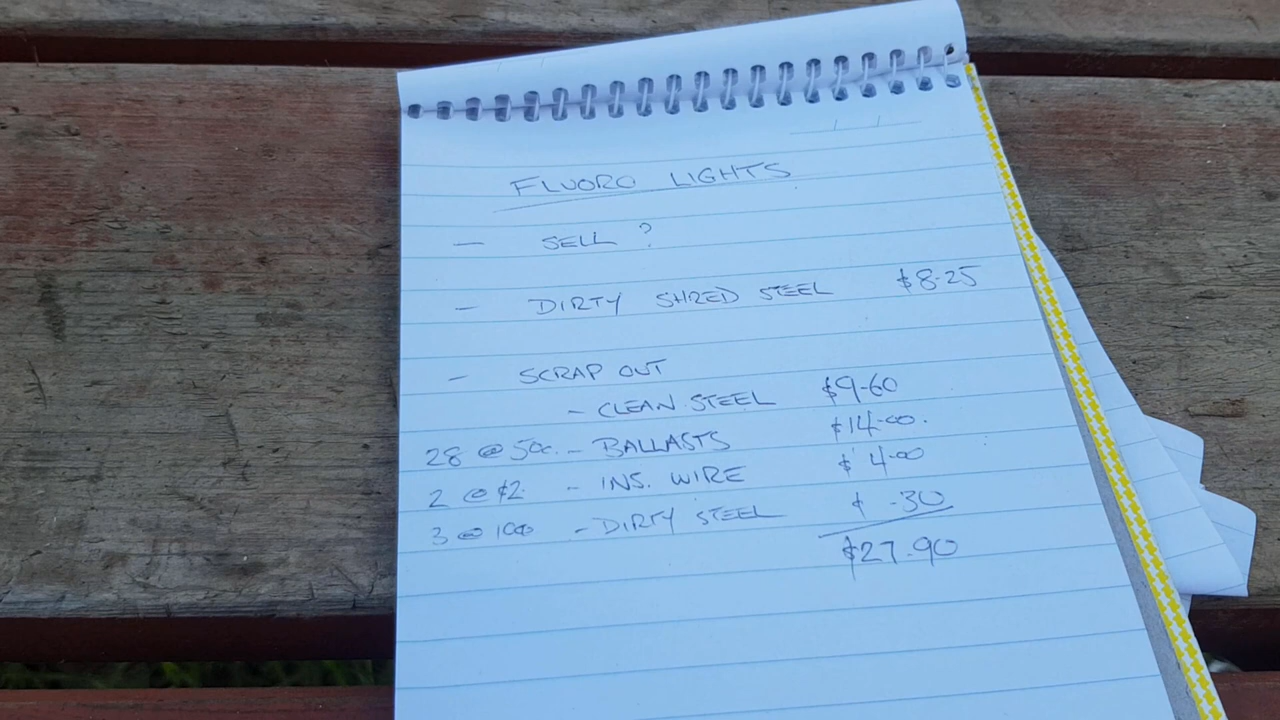 FLUORO LIGHTS
— SELL ?
— DIRTY SHRED STEEL $8.25
— SCRAP OUT
- CLEAN STEEL $9.60
28 @ 50c. - BALLASTS $14.00.
2 @ $2. - INS. WIRE $ 4.00
3 @ 10¢ - DIRTY STEEL $ .30
$27.90